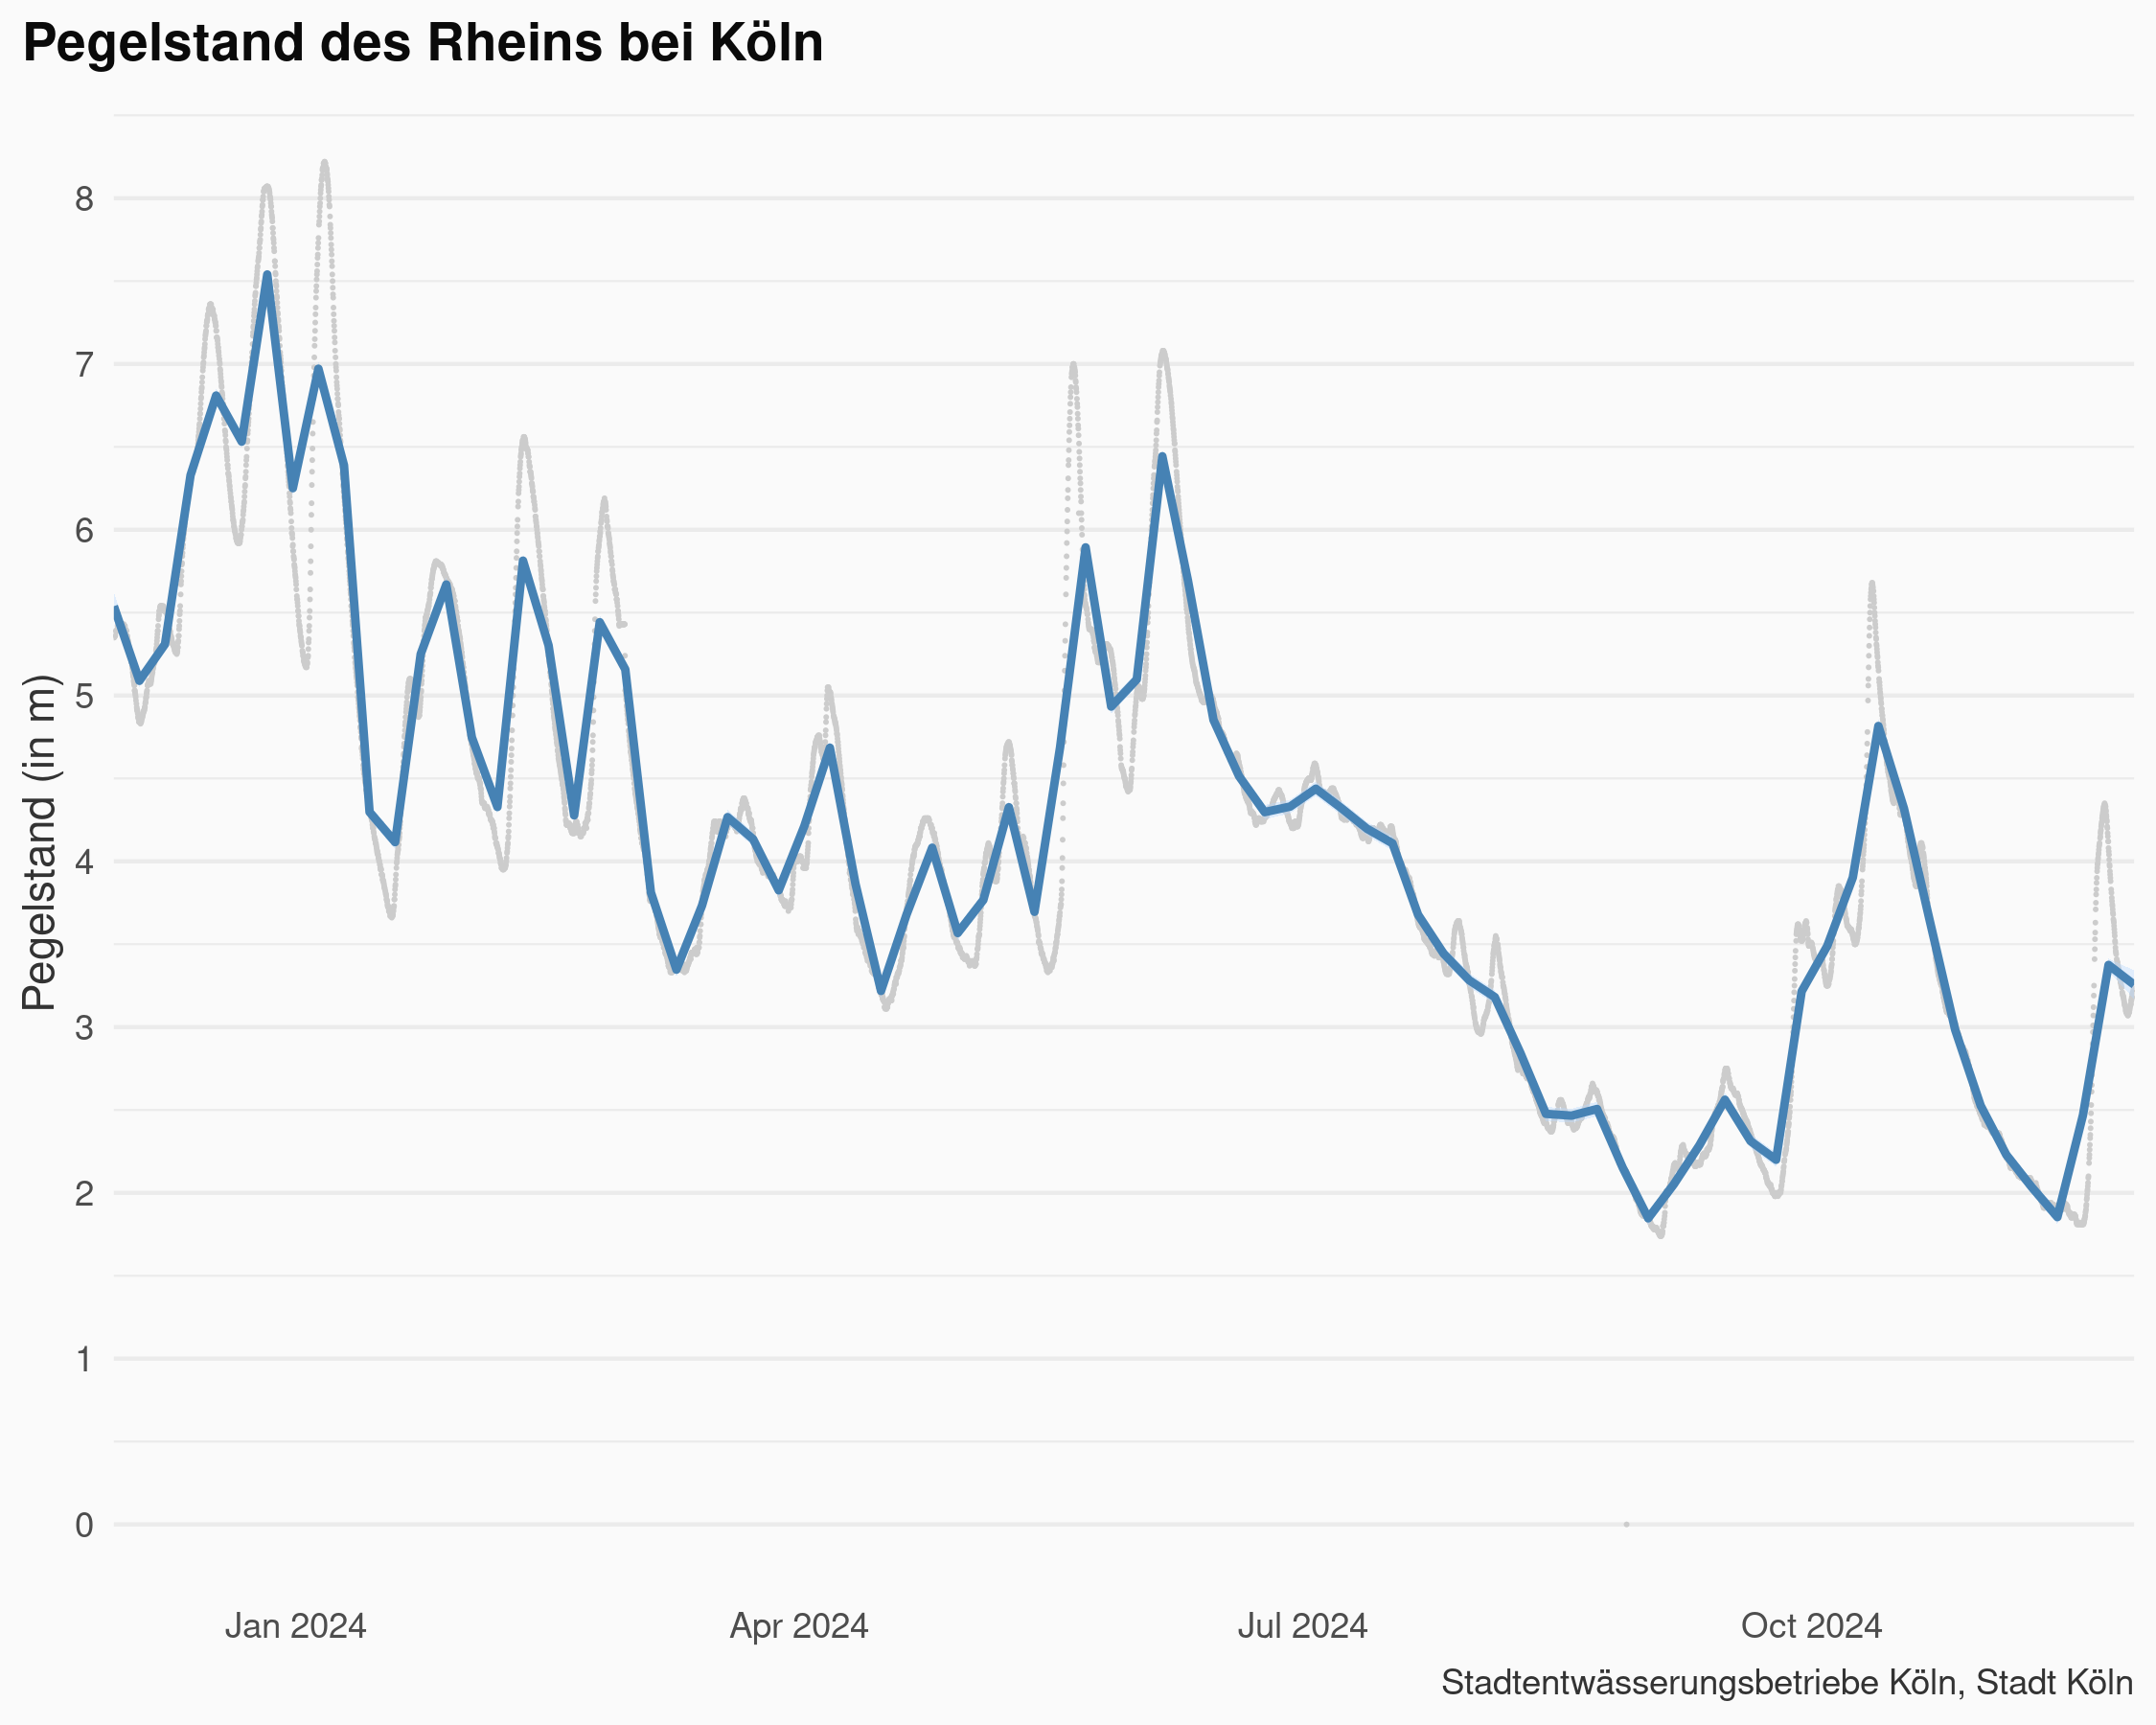 Pegelstand des Rheins bei Köln
Pegelstand (in m)
8
7
6
5
4
3
2
1
0
Jan 2024
Apr 2024
Jul 2024
Oct 2024
Stadtentwässerungsbetriebe Köln, Stadt Köln